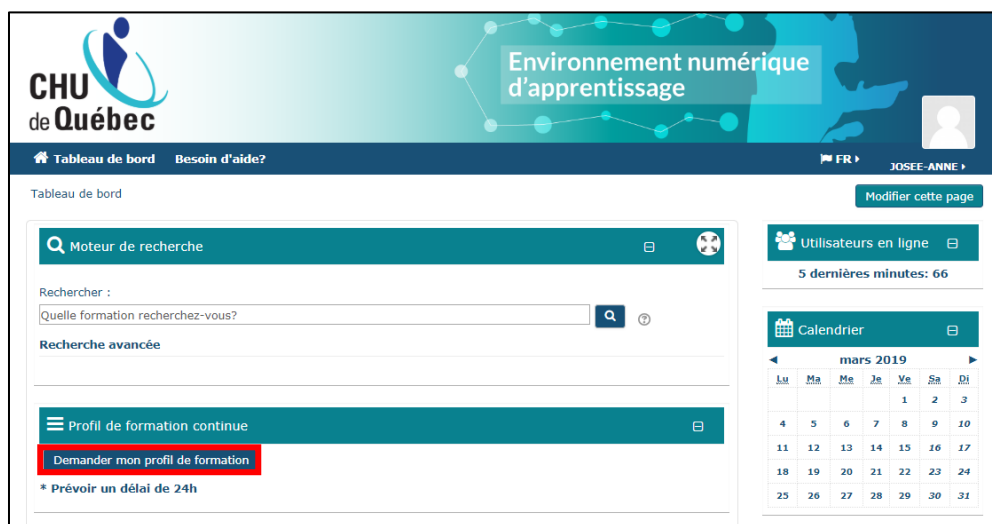 CHU
de Québec
Environnement numérique
d'apprentissage
Tableau de bord Besoin d'aide?
FR
JOSEE-ANNE
Tableau de bord
Modifier cette page
Moteur de recherche
Rechercher :
Quelle formation recherchez-vous?
Recherche avancée
Profil de formation continue
Demander mon profil de formation
* Prévoir un délai de 24h
Utilisateurs en ligne
5 dernières minutes: 66
Calendrier
mars 2019
Lu Ma Me Je Ve Sa Di
1 2 3
4 5 6 7 8 9 10
11 12 13 14 15 16 17
18 19 20 21 22 23 24
25 26 27 28 29 30 31